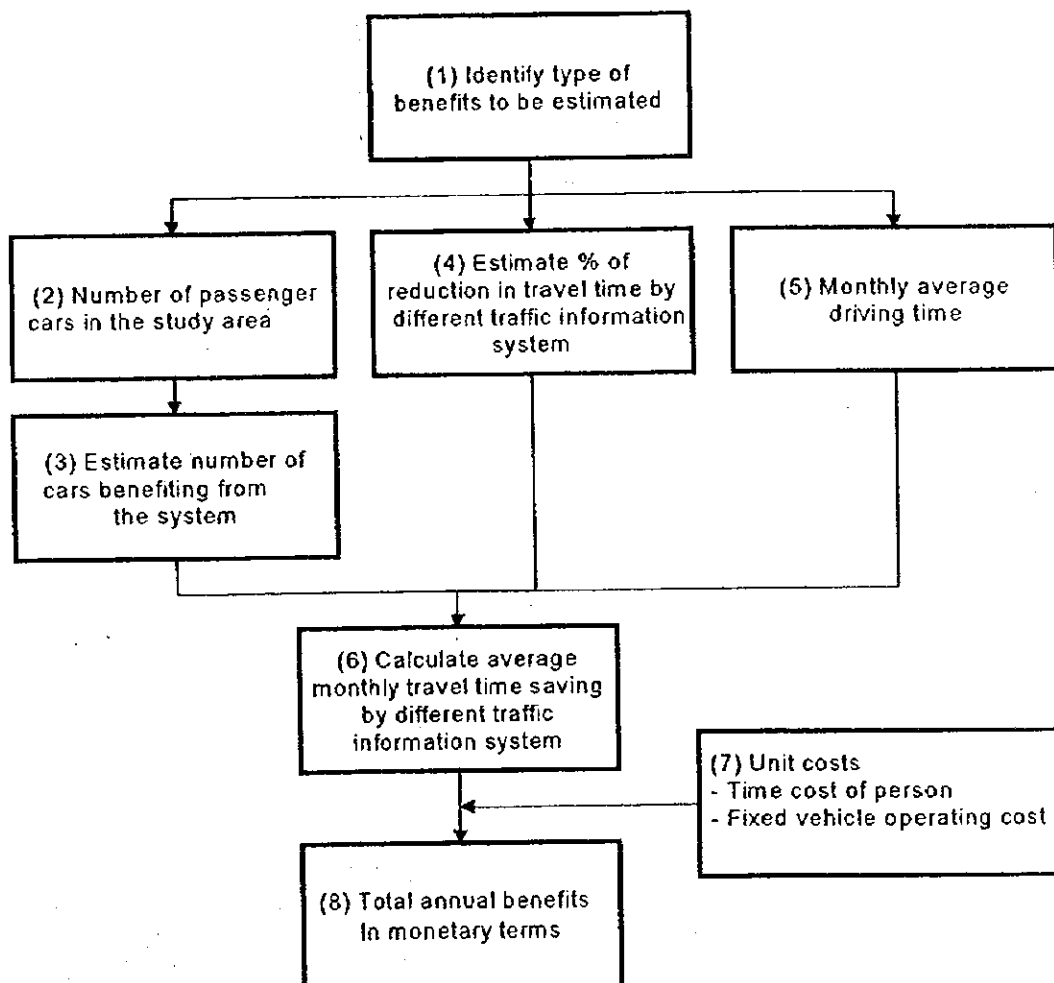 (1) Identify type of
benefits to be estimated
(2) Number of passenger
cars in the study area
(4) Estimate % of
reduction in travel time by
different traffic information
system
(5) Monthly average
driving time
(3) Estimate number of
cars benefiting from
the system
(6) Calculate average
monthly travel time saving
by different traffic
information system
(7) Unit costs
- Time cost of person
- Fixed vehicle operating cost
(8) Total annual benefits
In monetary terms